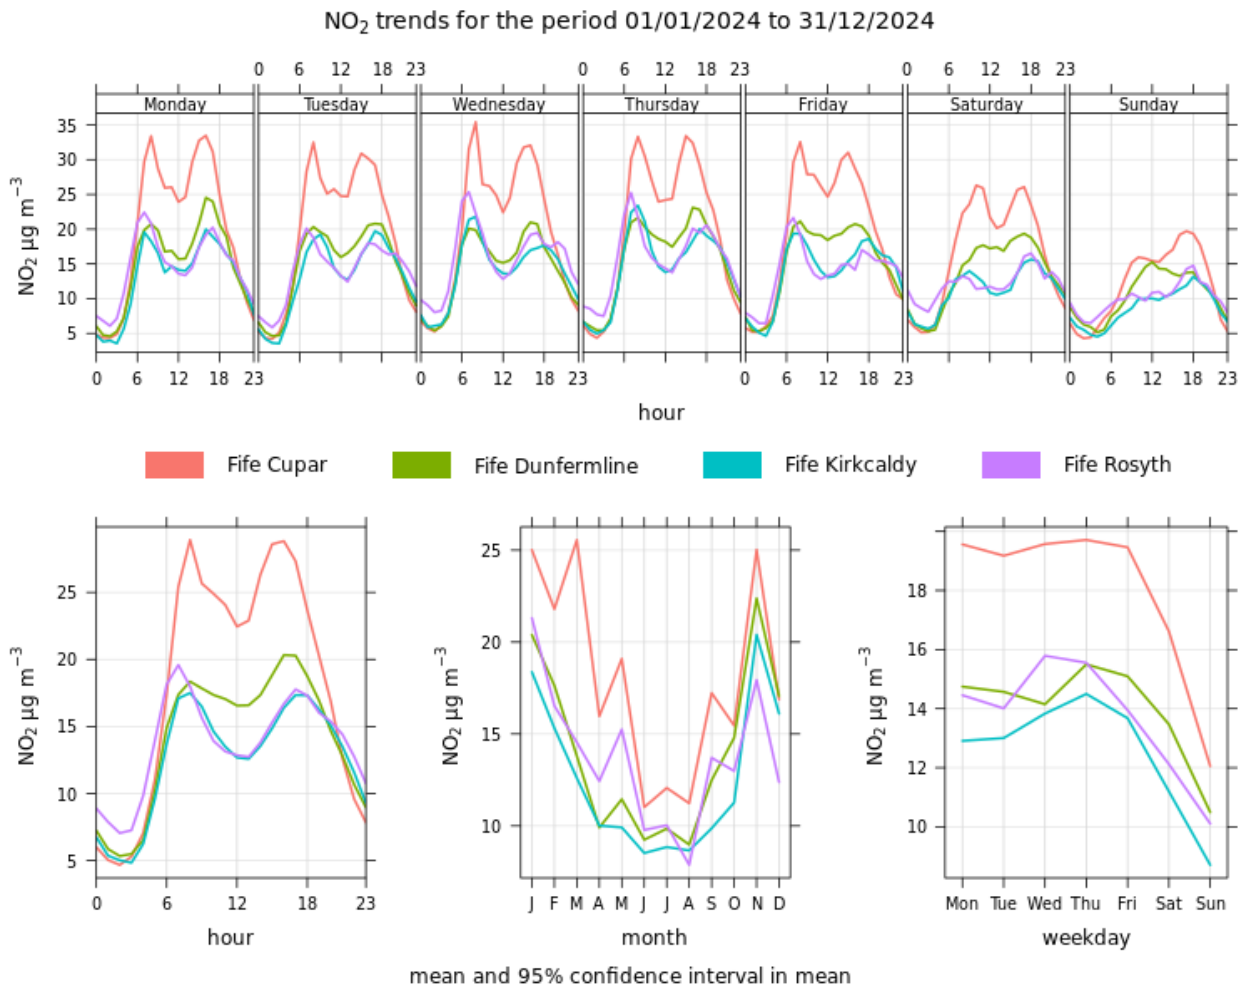 NO2 trends for the period 01/01/2024 to 31/12/2024
0 6 12 18 23 0 6 12 18 23 0 6 12 18 23
Monday Tuesday Wednesday Thursday Friday Saturday Sunday
NO2 µg m−3
35
30
25
20
15
10
5
0 6 12 18 23 0 6 12 18 23 0 6 12 18 23 0 6 12 18 23
hour
Fife Cupar Fife Dunfermline Fife Kirkcaldy Fife Rosyth
NO2 µg m−3
25
20
15
10
5
0 6 12 18 23
hour
NO2 µg m−3
25
20
15
10
J F M A M J J A S O N D
month
NO2 µg m−3
18
16
14
12
10
Mon Tue Wed Thu Fri Sat Sun
weekday
mean and 95% confidence interval in mean